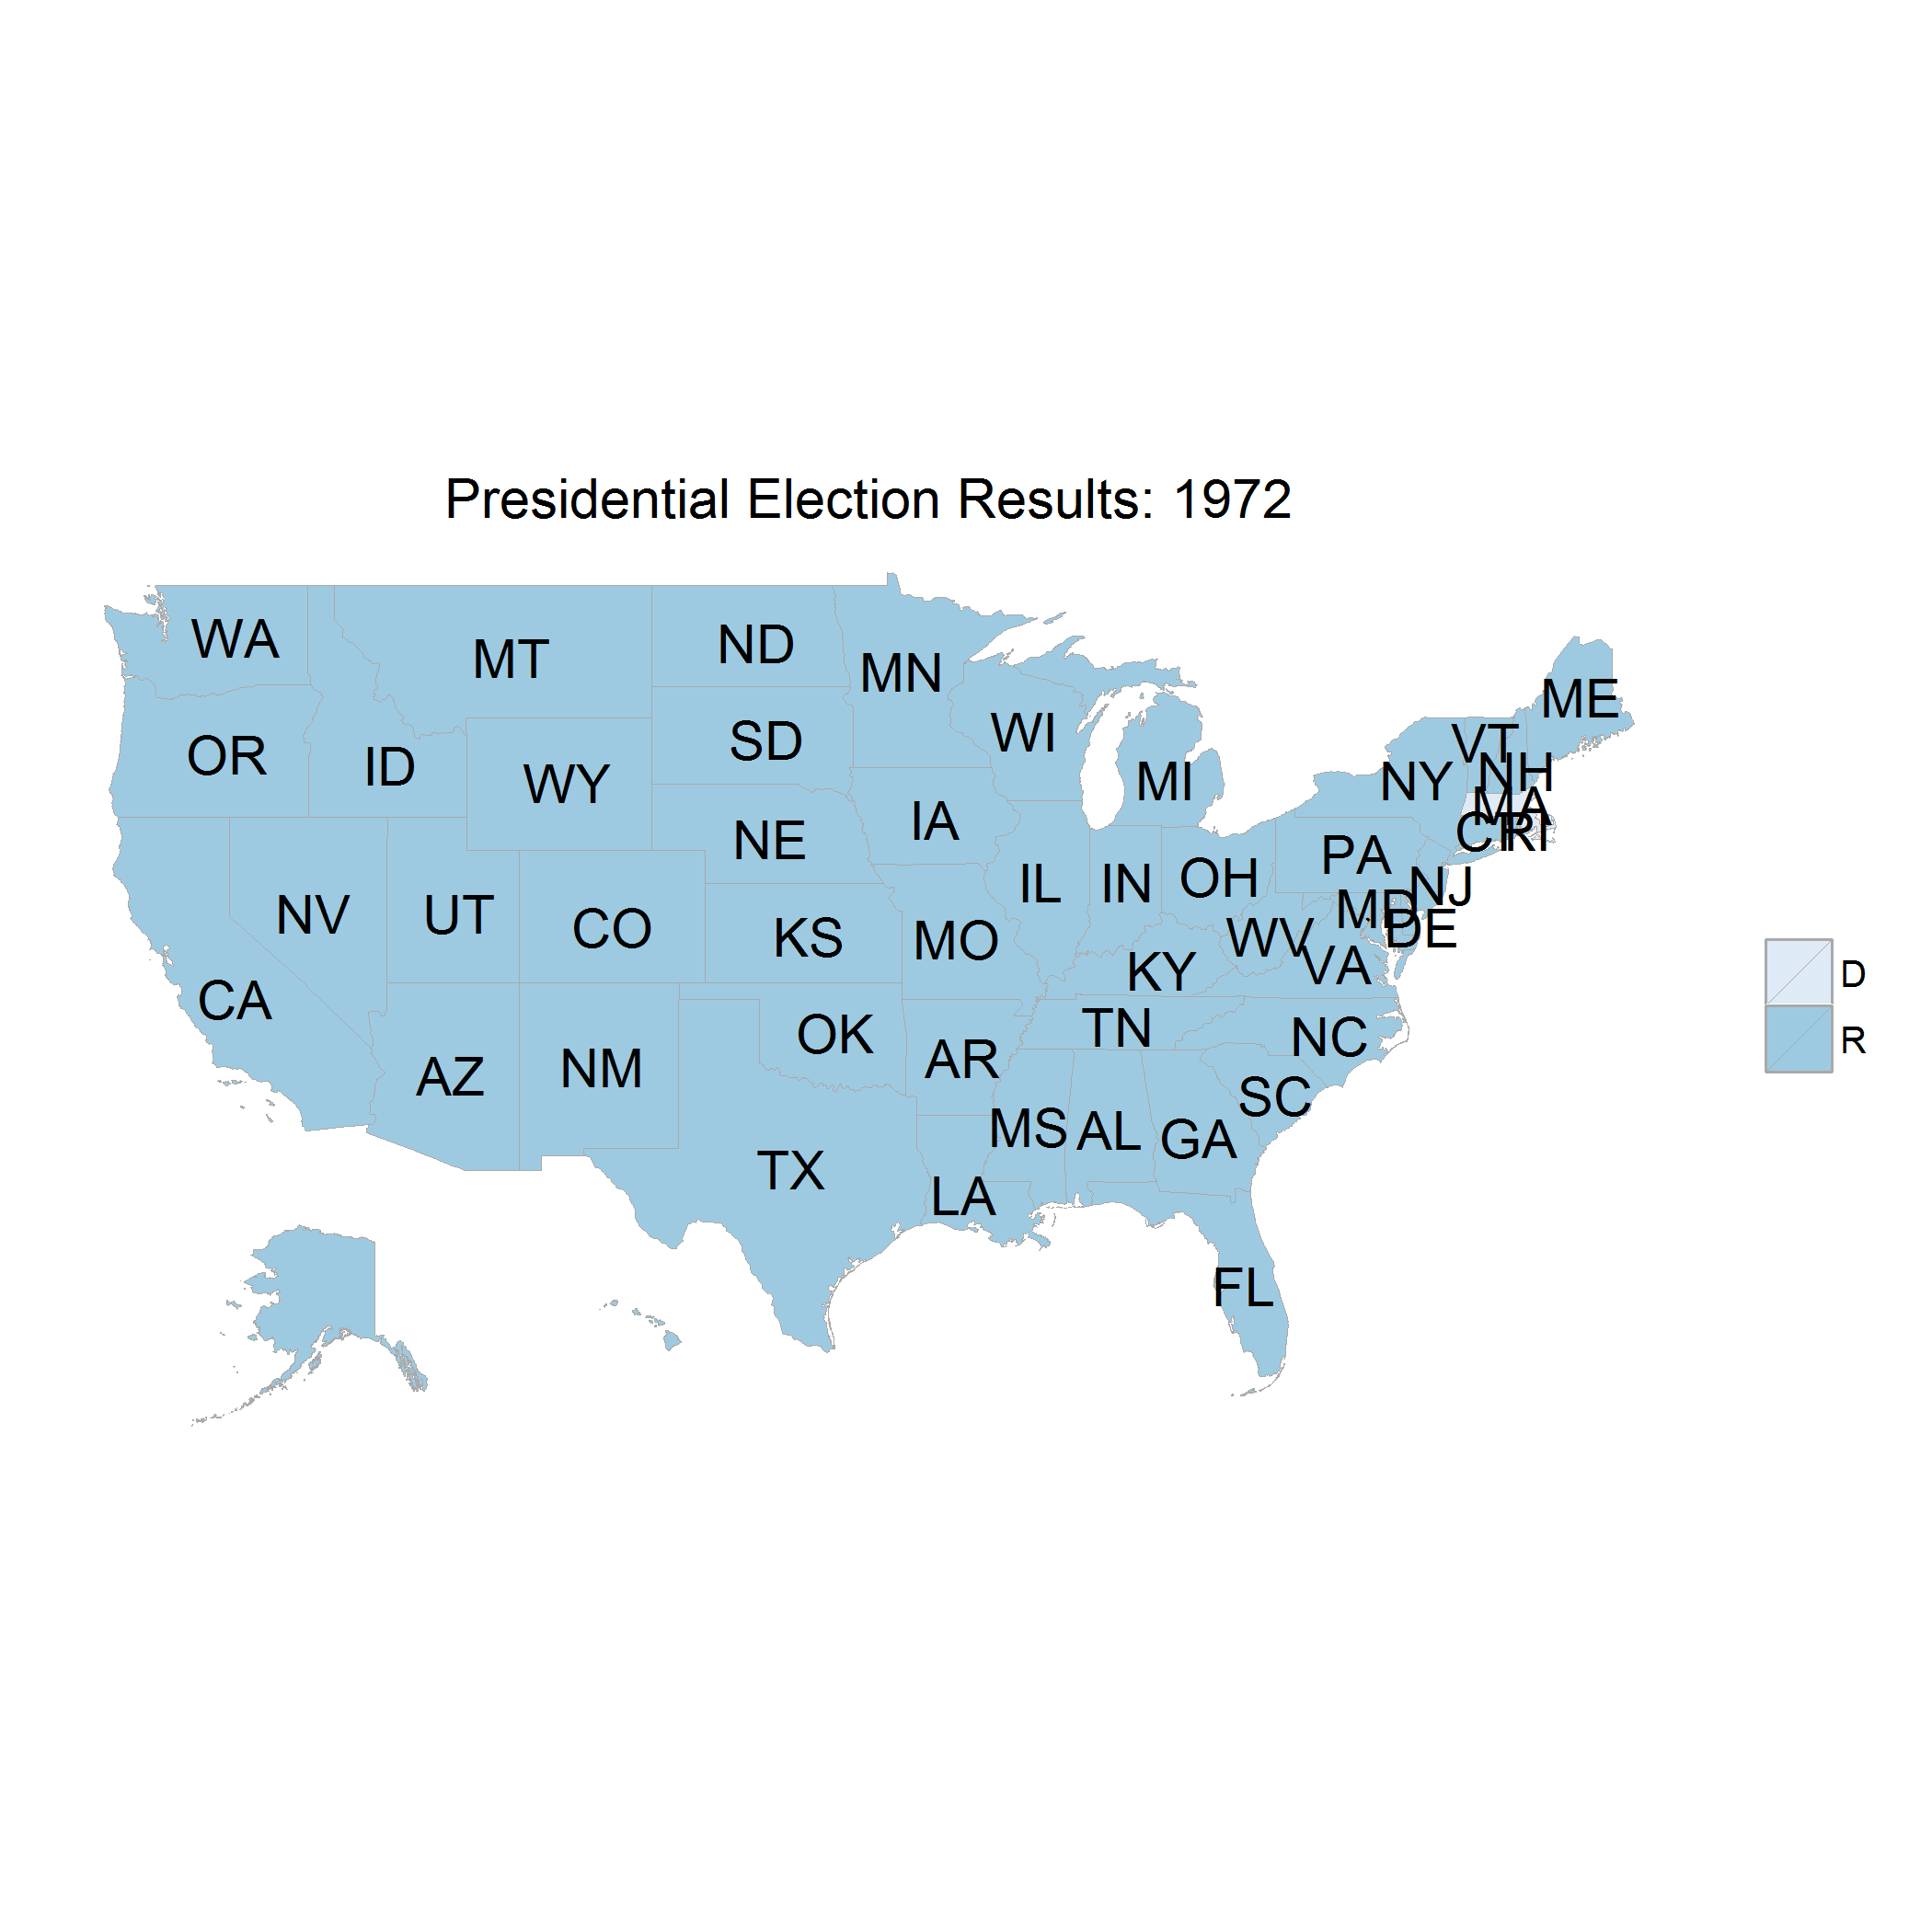 Presidential Election Results: 1972
WA
MT
ND
MN
ME
OR
ID
WY
SD
WI
MI
NY
VT
NH
MA
CT
RI
NE
IA
PA
NJ
NV
UT
CO
KS
MO
IL
IN
OH
MD
DE
WV
VA
KY
CA
AZ
NM
OK
AR
TN
NC
SC
TX
LA
MS
AL
GA
FL
D
R